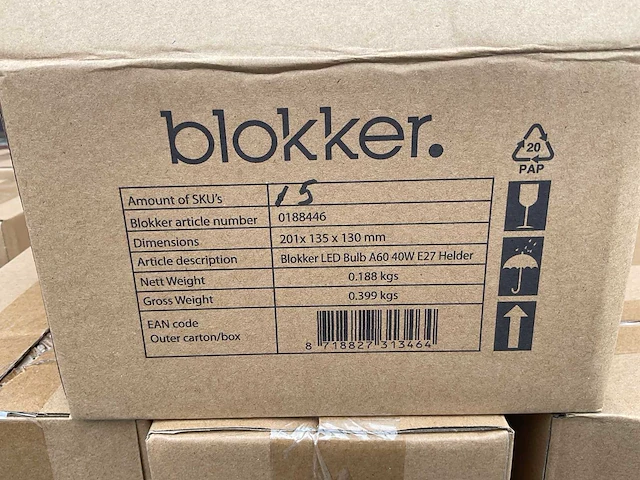 blokker.
20
PAP
Amount of SKU's 15
Blokker article number 0188446
Dimensions 201x 135 x 130 mm
Article description Blokker LED Bulb A60 40W E27 Helder
Nett Weight 0.188 kgs
Gross Weight 0.399 kgs
EAN code
Outer carton/box
8 718827 313464